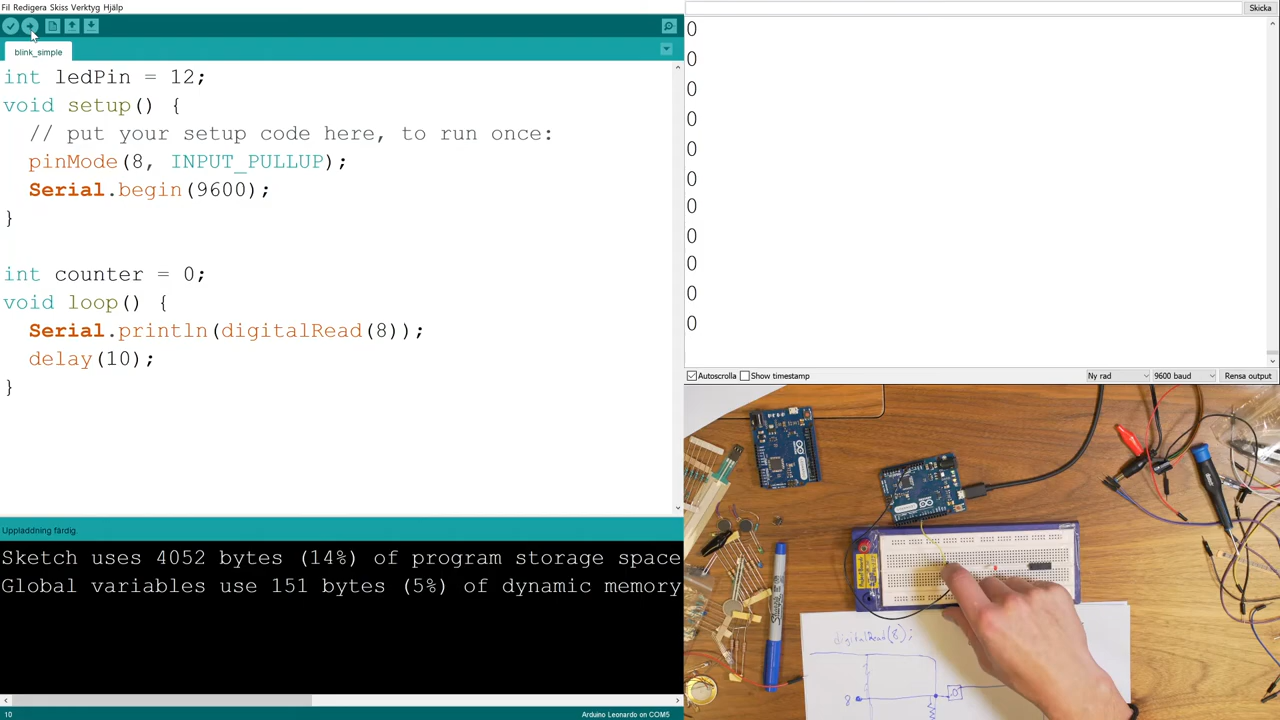 Fil Redigera Skiss Verktyg Hjälp
blink_simple
int ledPin = 12;
void setup() {
// put your setup code here, to run once:
pinMode(8, INPUT_PULLUP);
Serial.begin(9600);
}
int counter = 0;
void loop() {
Serial.println(digitalRead(8));
delay(10);
}
Uppladdning färdig.
Sketch uses 4052 bytes (14%) of program storage space
Global variables use 151 bytes (5%) of dynamic memory
10
Arduino Leonardo on COM5
Skicka
0
0
0
0
0
0
0
0
0
0
0
Autoscrolla
Show timestamp
Ny rad
9600 baud
Rensa output
digitalRead(8);
8